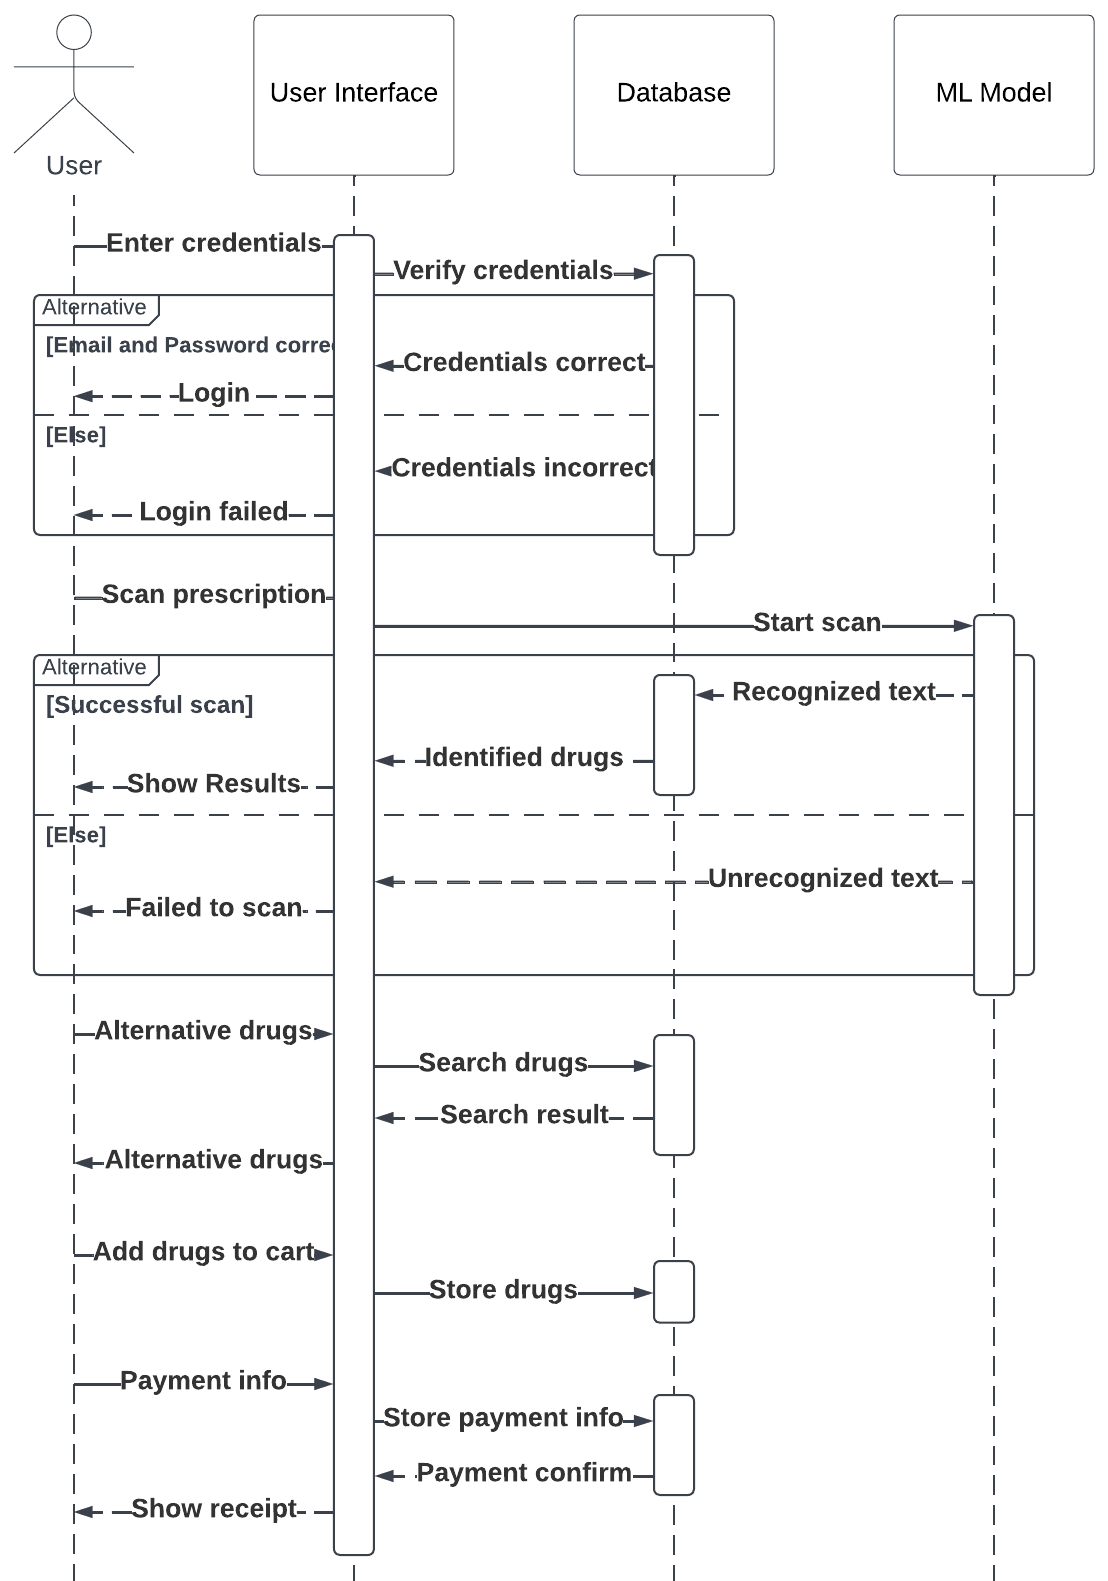 User
User Interface
Database
ML Model
Enter credentials
Verify credentials
Alternative
[Email and Password corre
Credentials correct
Login
[Else]
Credentials incorrect
Login failed
Scan prescription
Start scan
Alternative
[Successful scan]
Recognized text
Identified drugs
Show Results
[Else]
Unrecognized text
Failed to scan
Alternative drugs
Search drugs
Search result
Alternative drugs
Add drugs to cart
Store drugs
Payment info
Store payment info
Payment confirm
Show receipt